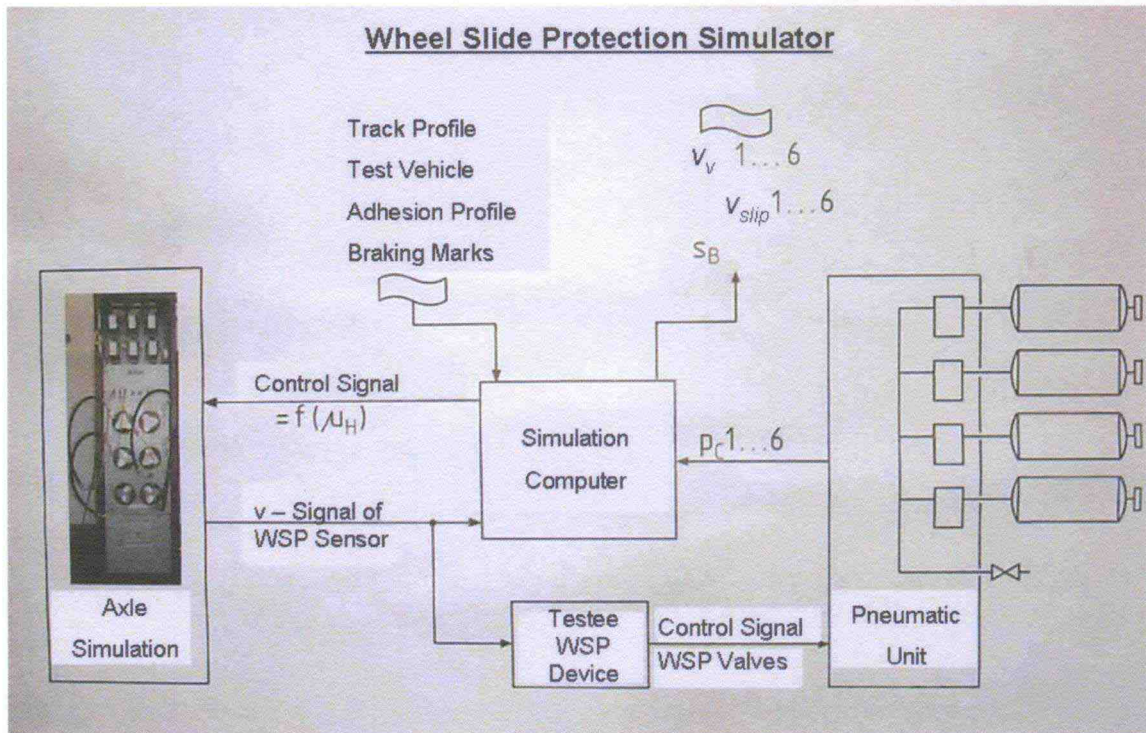 Wheel Slide Protection Simulator
Track Profile
Test Vehicle
Adhesion Profile
Braking Marks
v_v 1...6
v_slip 1...6
s_B
Control Signal
= f(μ_H)
Simulation
Computer
p_C 1...6
v – Signal of
WSP Sensor
Axle
Simulation
Testee
WSP
Device
Control Signal
WSP Valves
Pneumatic
Unit